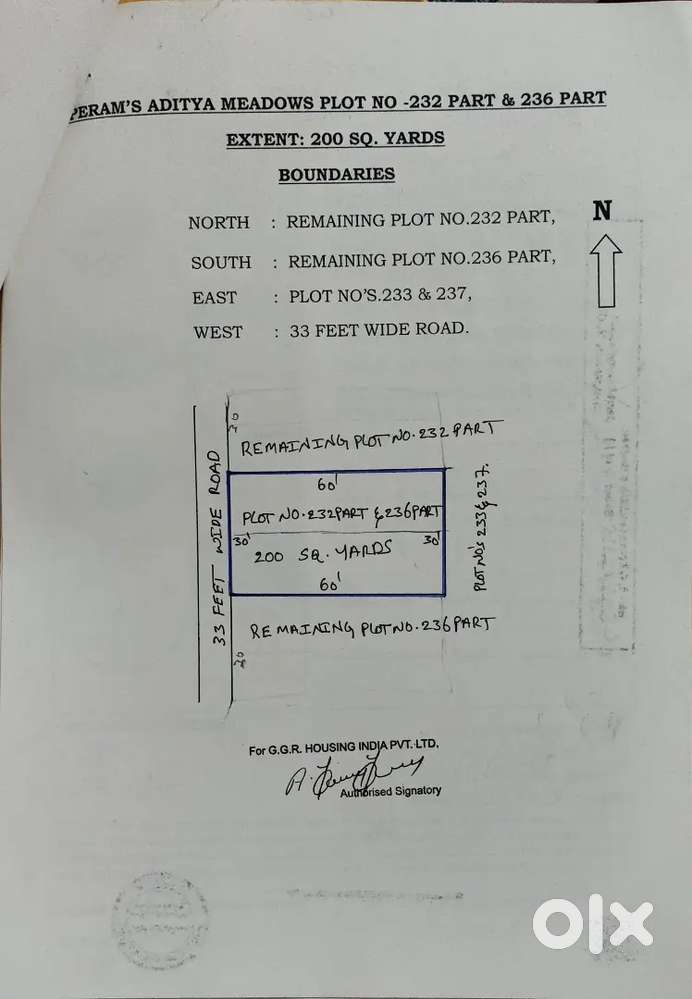 PERAM'S ADITYA MEADOWS PLOT NO -232 PART & 236 PART
EXTENT: 200 SQ. YARDS
BOUNDARIES
N
NORTH : REMAINING PLOT NO.232 PART,
SOUTH : REMAINING PLOT NO.236 PART,
EAST : PLOT NO'S.233 & 237,
WEST : 33 FEET WIDE ROAD.
20
REMAINING PLOT NO.232 PART
33 FEET WIDE ROAD
60'
PLOT NO.232PART & 236PART
30' 30'
200 SQ. YARDS
60'
PLOT NO'S 233 & 237.
REMAINING PLOT NO.236 PART
20
For G.G.R. HOUSING INDIA PVT. LTD.
Authorised Signatory
olx